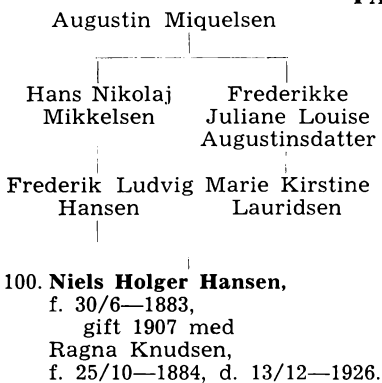 Augustin Miquelsen
Hans Nikolaj Frederikke
Mikkelsen Juliane Louise
Augustinsdatter
Frederik Ludvig Marie Kirstine
Hansen Lauridsen
100. Niels Holger Hansen,
f. 30/6—1883,
gift 1907 med
Ragna Knudsen,
f. 25/10—1884, d. 13/12—1926.